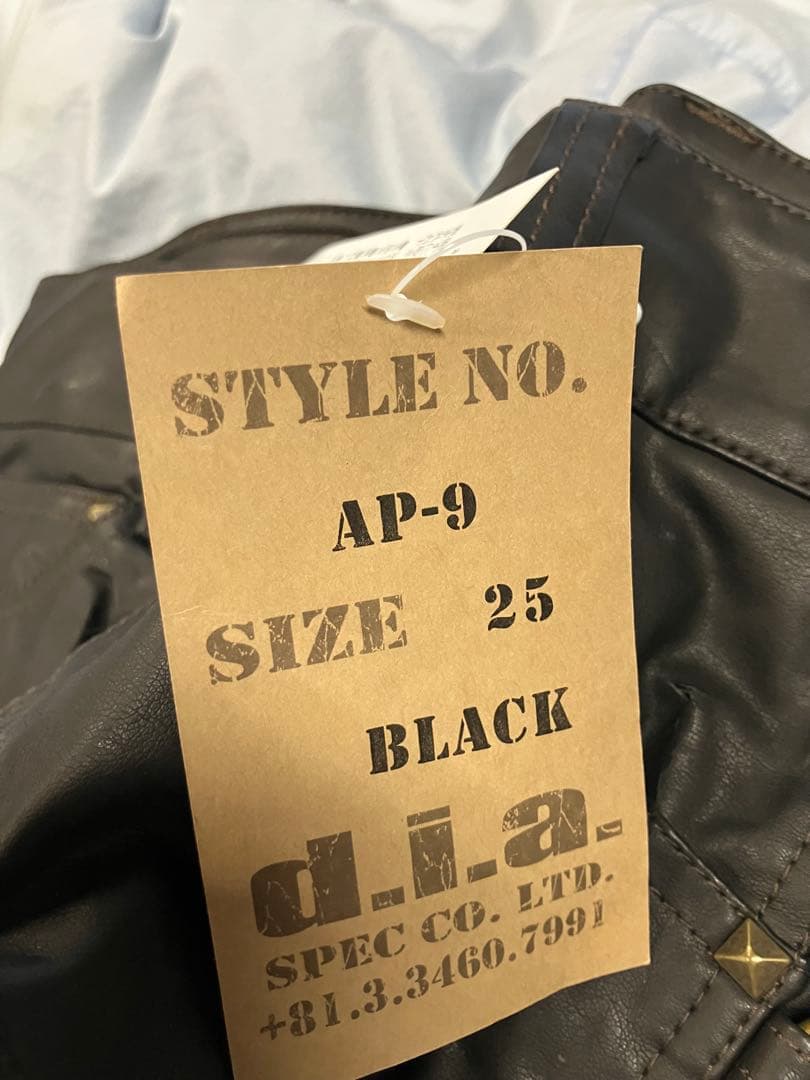 STYLE NO.
AP-9
SIZE 25
BLACK
d.i.a.
SPEC CO. LTD.
+81.3.3460.7991